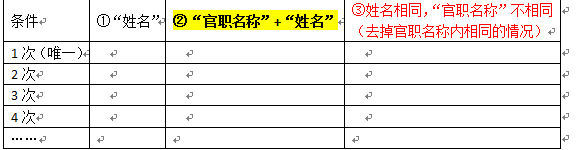 条件 ①“姓名” ②“官职名称”+“姓名” ③姓名相同，“官职名称”不相同
（去掉官职名称内相同的情况）
1 次（唯一）
2 次
3 次
4 次
……